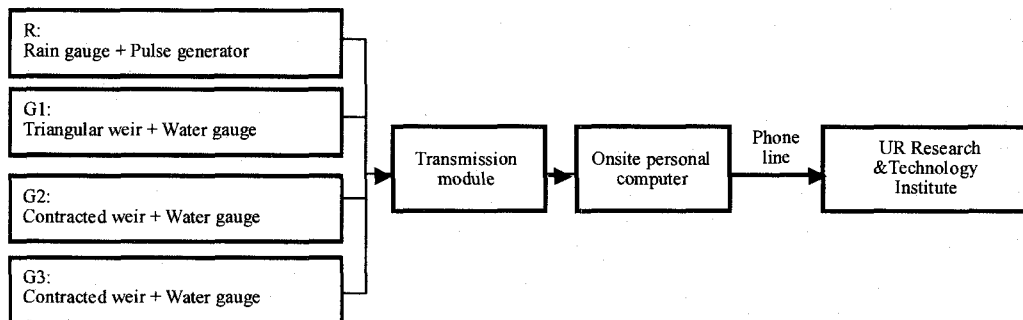 R:
Rain gauge + Pulse generator
G1:
Triangular weir + Water gauge
G2:
Contracted weir + Water gauge
G3:
Contracted weir + Water gauge
Transmission
module
Onsite personal
computer
Phone
line
UR Research
&Technology
Institute